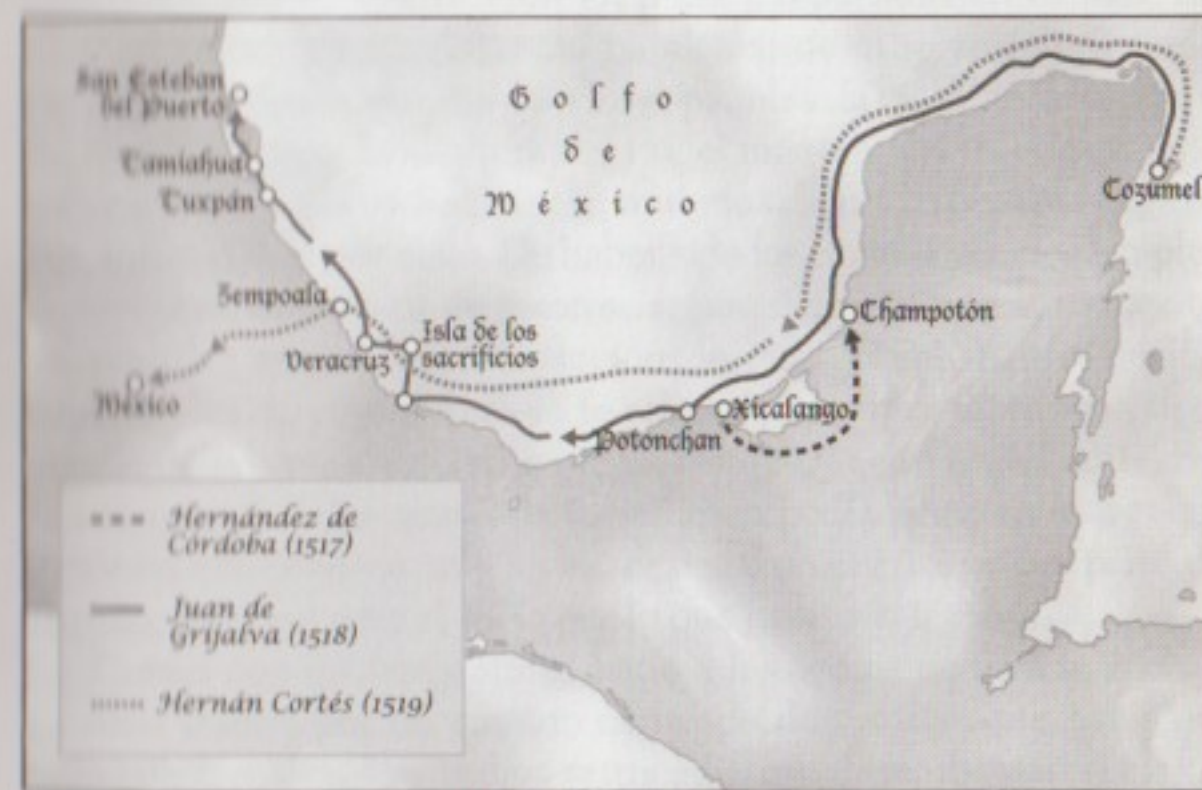 San Esteban
del Puerto
Tamiahua
Tuxpán
Golfo
de
México
Cozumel
Sempoala
Isla de los
sacrificios
Veracruz
Champotón
México
Xicalango
Potonchan
Hernández de
Córdoba (1517)
Juan de
Grijalva (1518)
Hernán Cortés (1519)